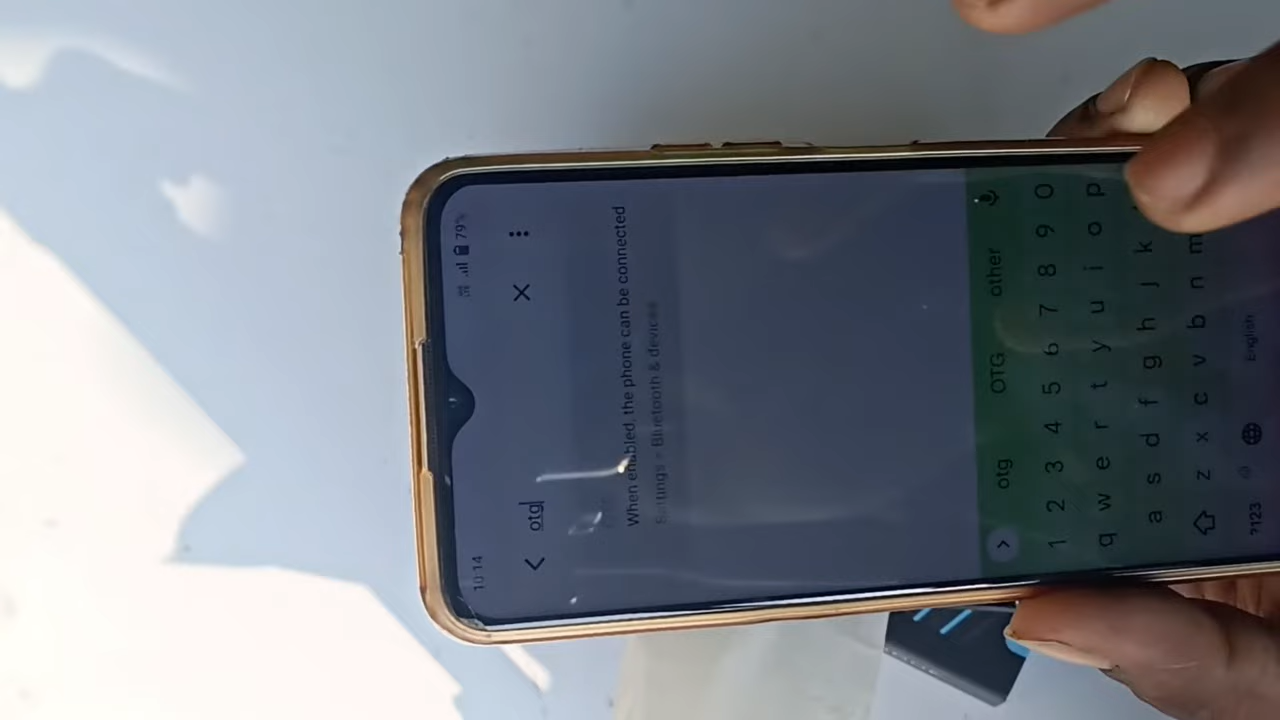 10:14 79%
otg
When enabled, the phone can be connected
Settings > Bluetooth & devices
otg OTG other
1 2 3 4 5 6 7 8 9 0
q w e r t y u i o p
a s d f g h j k
z x c v b n m
?123 English